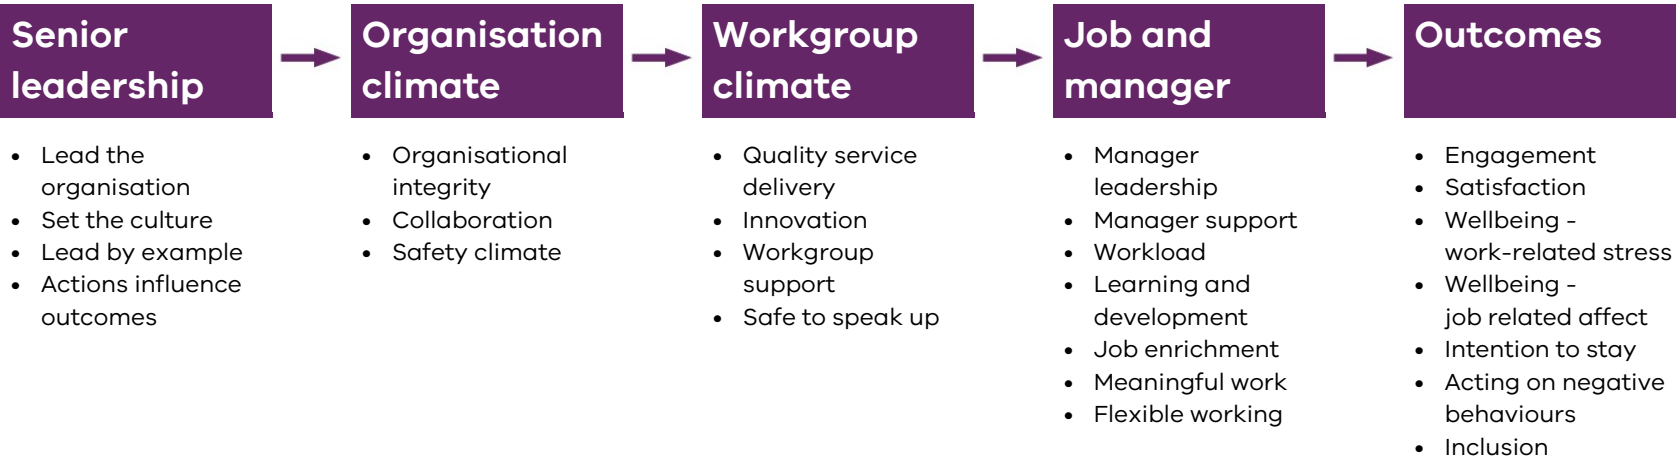 Senior
leadership
• Lead the
organisation
• Set the culture
• Lead by example
• Actions influence
outcomes
Organisation
climate
• Organisational
integrity
• Collaboration
• Safety climate
Workgroup
climate
• Quality service
delivery
• Innovation
• Workgroup
support
• Safe to speak up
Job and
manager
• Manager
leadership
• Manager support
• Workload
• Learning and
development
• Job enrichment
• Meaningful work
• Flexible working
Outcomes
• Engagement
• Satisfaction
• Wellbeing -
work-related stress
• Wellbeing -
job related affect
• Intention to stay
• Acting on negative
behaviours
• Inclusion